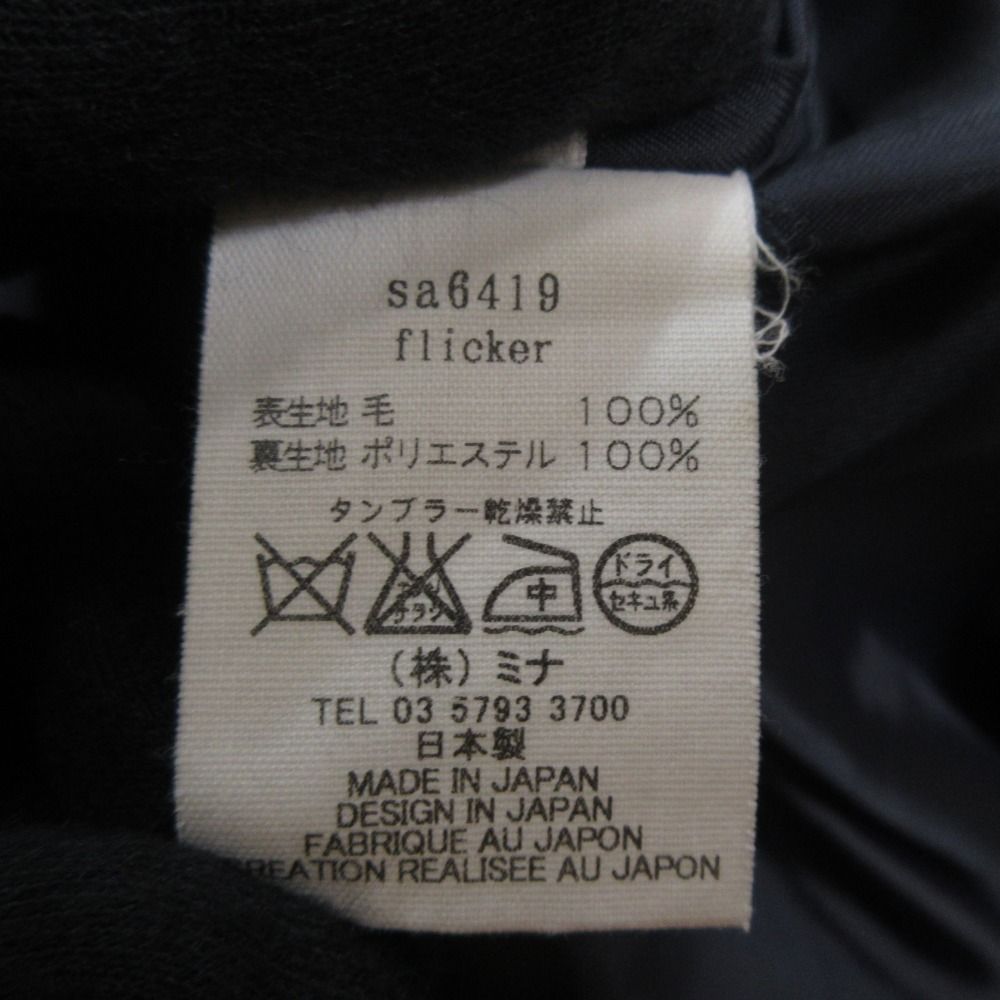 sa6419
flicker
表生地 毛 100%
裏生地 ポリエステル 100%
タンブラー乾燥禁止
中
ドライ
セキユ系
(株)ミナ
TEL 03 5793 3700
日本製
MADE IN JAPAN
DESIGN IN JAPAN
FABRIQUE AU JAPON
REALISEE AU JAPON